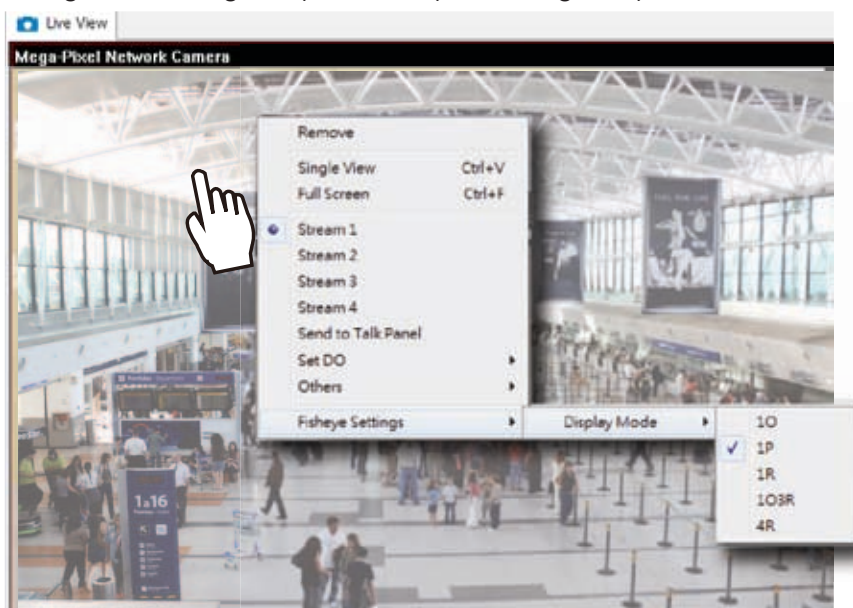 Live View
Mega-Pixel Network Camera
Remove
Single View Ctrl+V
Full Screen Ctrl+F
Stream 1
Stream 2
Stream 3
Stream 4
Send to Talk Panel
Set DO
Others
Fisheye Settings
Display Mode
1O
1P
1R
1O3R
4R
1a16